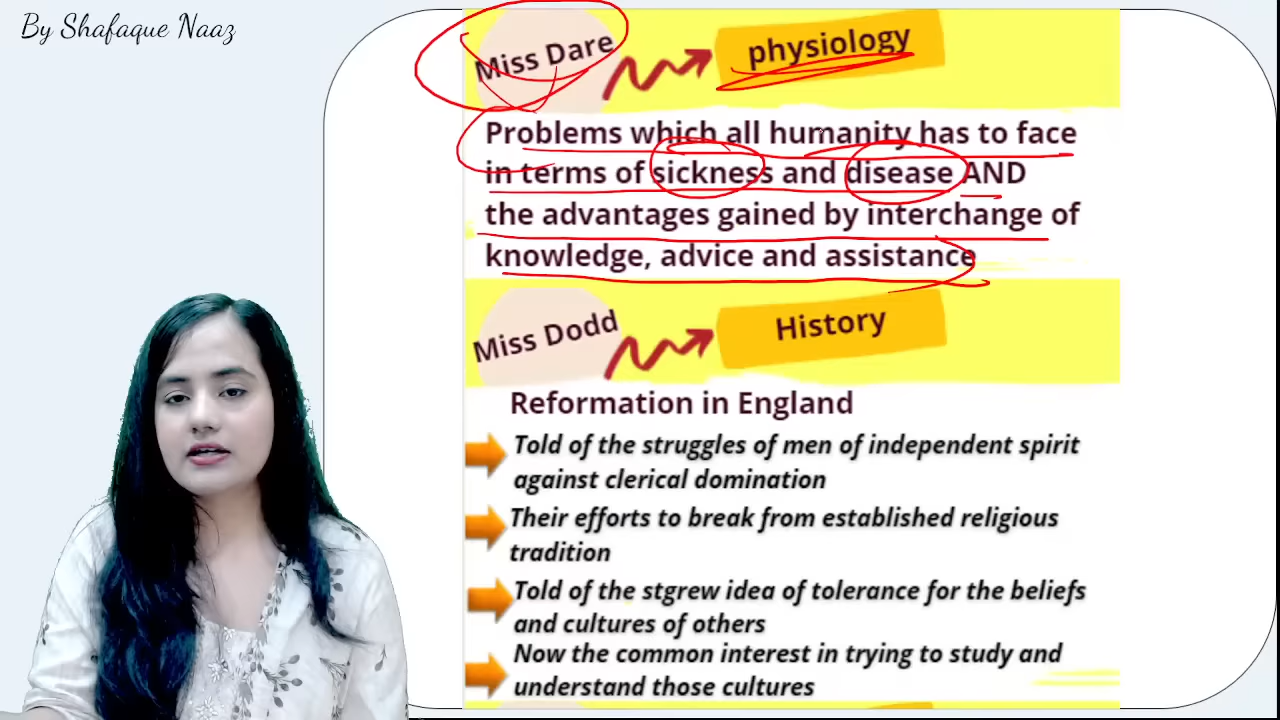 By Shafaque Naaz
Miss Dare
physiology
Problems which all humanity has to face
in terms of sickness and disease AND
the advantages gained by interchange of
knowledge, advice and assistance
Miss Dodd
History
Reformation in England
Told of the struggles of men of independent spirit
against clerical domination
Their efforts to break from established religious
tradition
Told of the stgrew idea of tolerance for the beliefs
and cultures of others
Now the common interest in trying to study and
understand those cultures